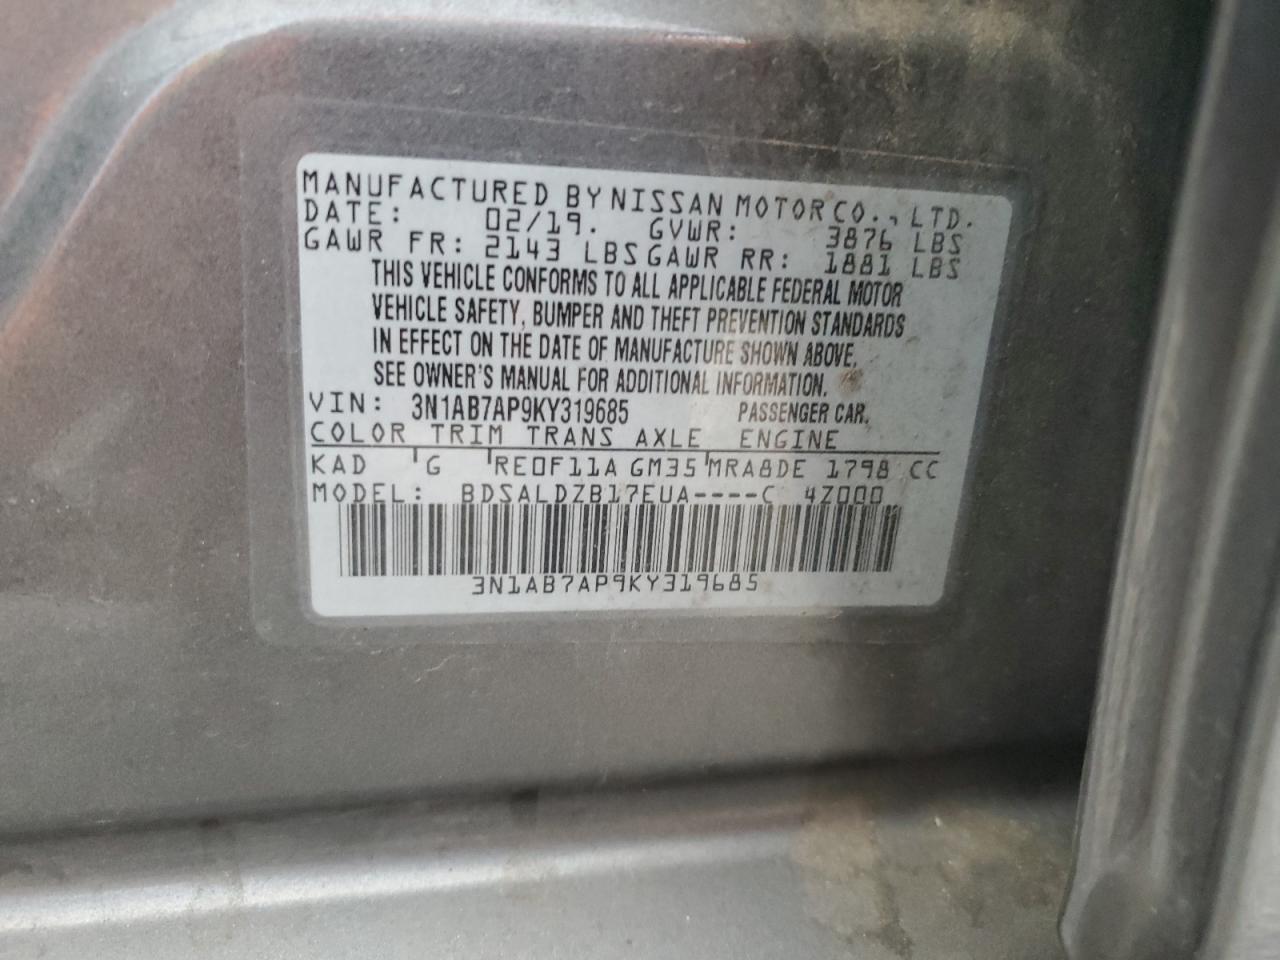 MANUFACTURED BY NISSAN MOTOR CO., LTD.
DATE: 02/19. GVWR: 3876 LBS
GAWR FR: 2143 LBS GAWR RR: 1881 LBS
THIS VEHICLE CONFORMS TO ALL APPLICABLE FEDERAL MOTOR
VEHICLE SAFETY, BUMPER AND THEFT PREVENTION STANDARDS
IN EFFECT ON THE DATE OF MANUFACTURE SHOWN ABOVE.
SEE OWNER'S MANUAL FOR ADDITIONAL INFORMATION.
VIN: 3N1AB7AP9KY319685 PASSENGER CAR.
COLOR TRIM TRANS AXLE ENGINE
KAD G RE0F11A GM35 MRA8DE 1798 CC
MODEL: BDSALDZB17EUA----C 4Z000
3N1AB7AP9KY319685